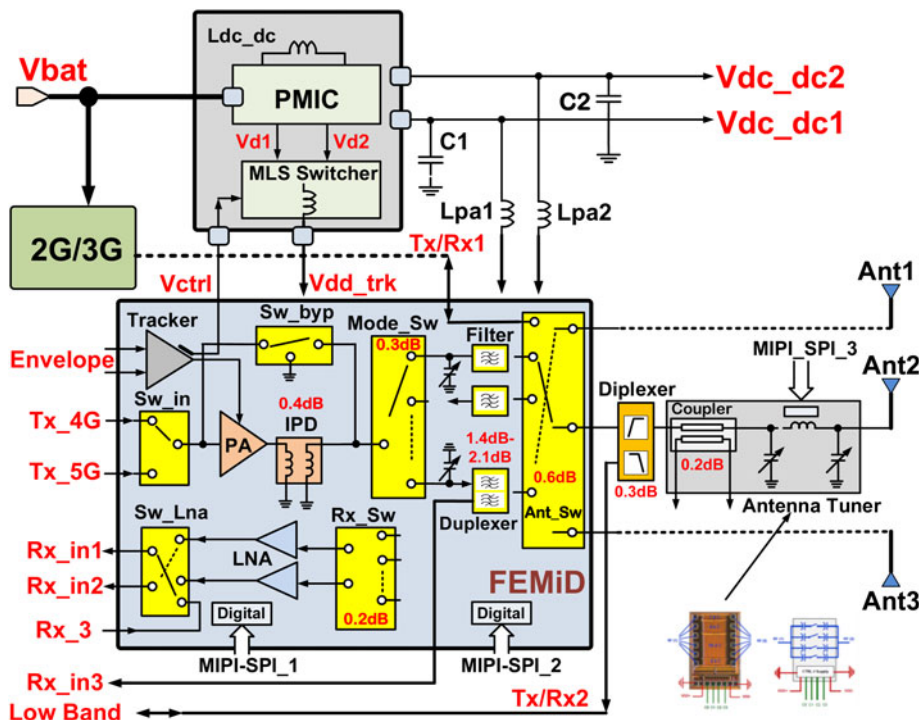 Ldc_dc
Vbat
PMIC
Vdc_dc2
C2
Vdc_dc1
C1
Vd1
Vd2
MLS Switcher
Lpa1
Lpa2
2G/3G
Tx/Rx1
Vctrl
Vdd_trk
Ant1
Tracker
Sw_byp
Mode_Sw
0.3dB
Filter
MIPI_SPI_3
Envelope
Ant2
Sw_in
0.4dB
Diplexer
Coupler
Tx_4G
IPD
PA
1.4dB-
2.1dB
0.2dB
Tx_5G
0.6dB
0.3dB
Duplexer
Ant_Sw
Antenna Tuner
Sw_Lna
Rx_Sw
Rx_in1
LNA
Rx_in2
FEMiD
Ant3
Rx_3
Digital
0.2dB
Digital
MIPI-SPI_1
MIPI-SPI_2
Rx_in3
Tx/Rx2
Low Band